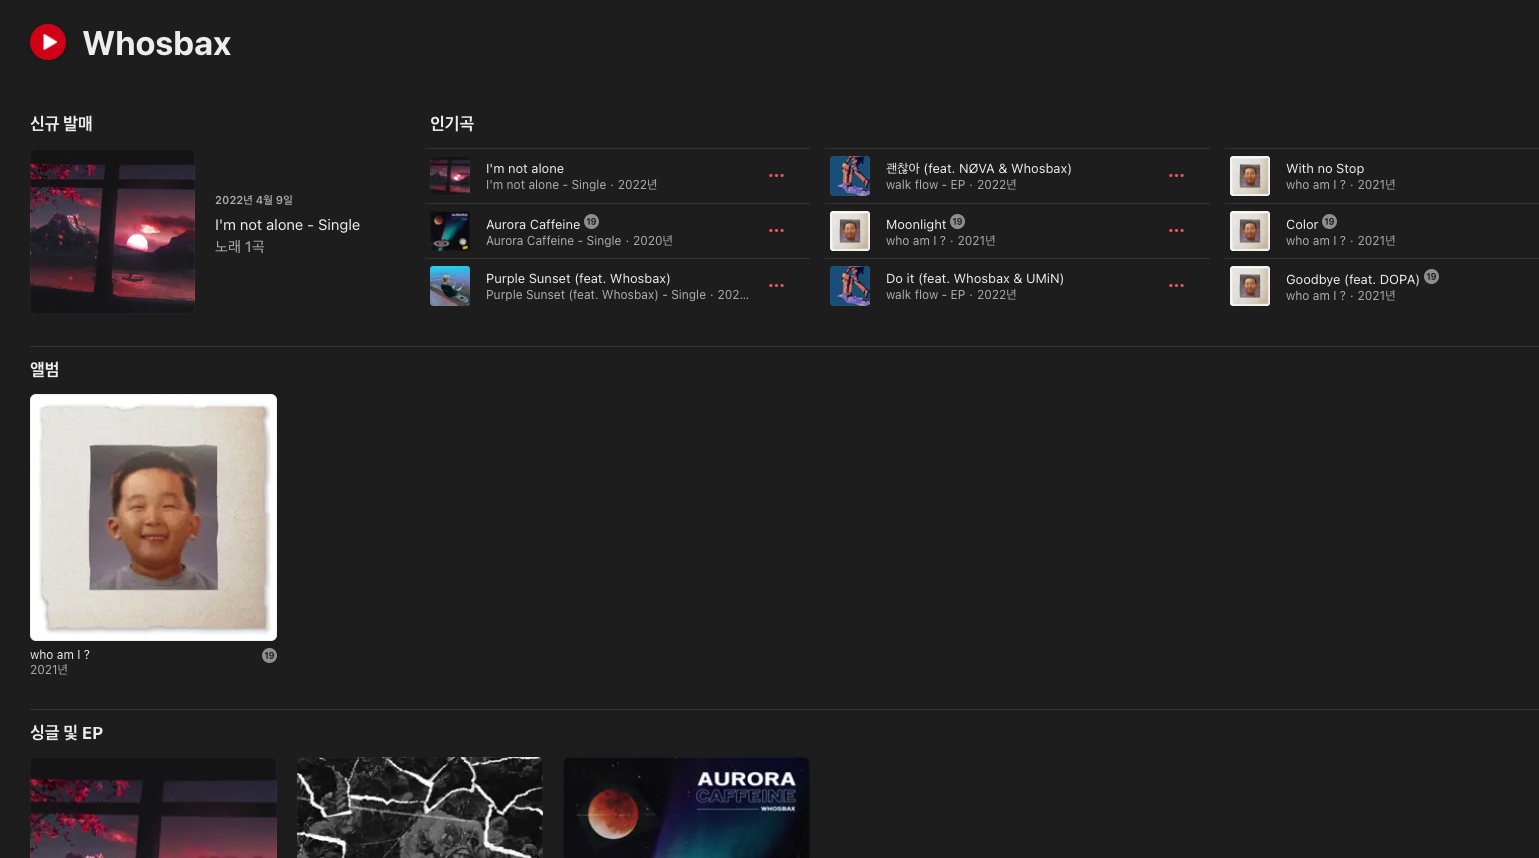 Whosbax
신규 발매
2022년 4월 9일
I'm not alone - Single
노래 1곡
인기곡
I'm not alone
I'm not alone - Single · 2022년
Aurora Caffeine 19
Aurora Caffeine - Single · 2020년
Purple Sunset (feat. Whosbax)
Purple Sunset (feat. Whosbax) - Single · 202...
괜찮아 (feat. NØVA & Whosbax)
walk flow - EP · 2022년
Moonlight 19
who am I ? · 2021년
Do it (feat. Whosbax & UMiN)
walk flow - EP · 2022년
With no Stop
who am I ? · 2021년
Color 19
who am I ? · 2021년
Goodbye (feat. DOPA) 19
who am I ? · 2021년
앨범
who am I ? 19
2021년
싱글 및 EP
AURORA
CAFFEINE
WHOSBAX